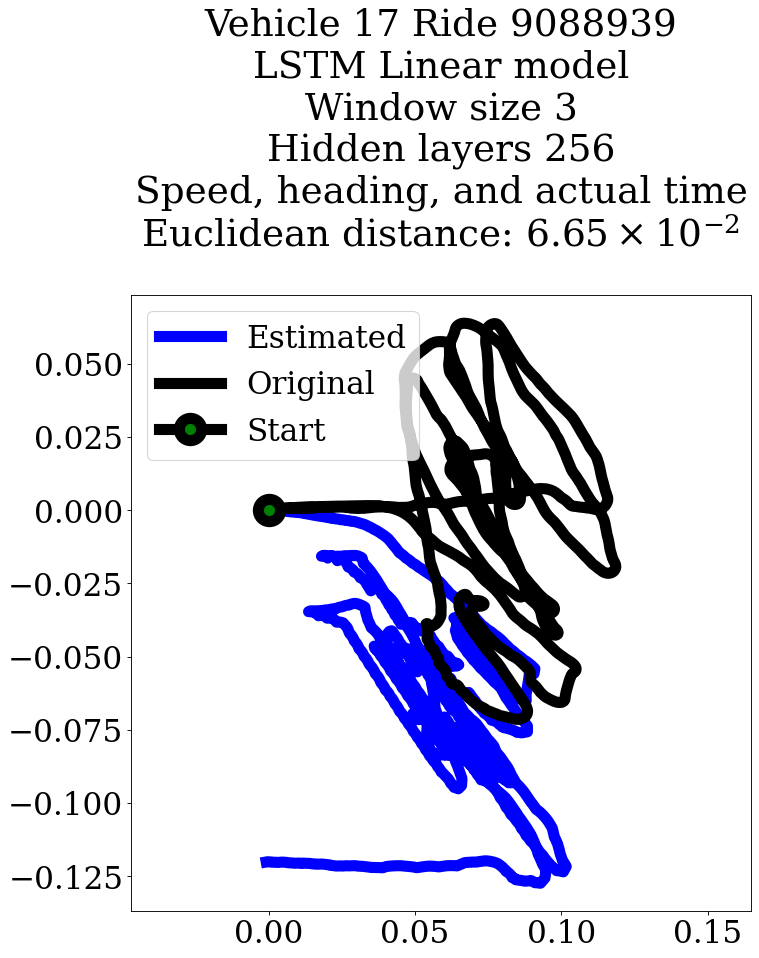 Vehicle 17 Ride 9088939
LSTM Linear model
Window size 3
Hidden layers 256
Speed, heading, and actual time
Euclidean distance: 6.65 × 10⁻²
Estimated
Original
Start
0.050
0.025
0.000
−0.025
−0.050
−0.075
−0.100
−0.125
0.00 0.05 0.10 0.15